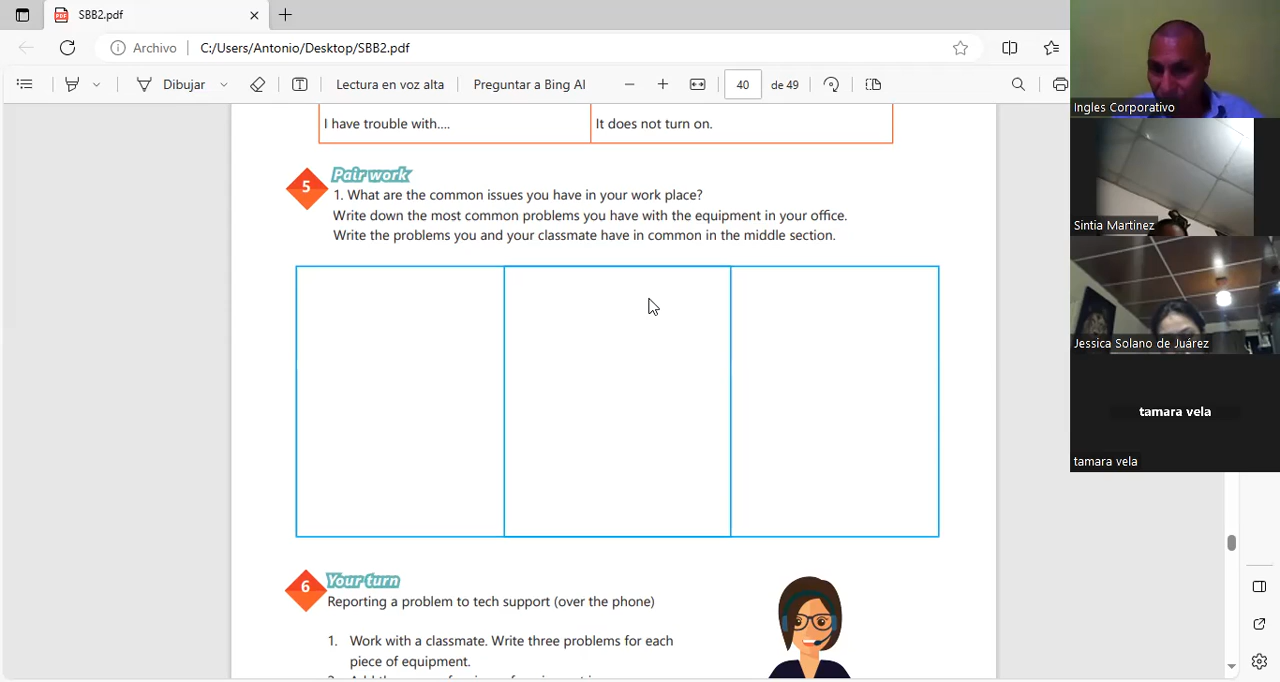 SBB2.pdf
Archivo
C:/Users/Antonio/Desktop/SBB2.pdf
Dibujar
Lectura en voz alta
Preguntar a Bing AI
40
de 49
I have trouble with....
It does not turn on.
5
Pair work
1. What are the common issues you have in your work place?
Write down the most common problems you have with the equipment in your office.
Write the problems you and your classmate have in common in the middle section.
6
Your turn
Reporting a problem to tech support (over the phone)
1. Work with a classmate. Write three problems for each
piece of equipment.
Ingles Corporativo
Sintia Martinez
Jessica Solano de Juárez
tamara vela
tamara vela